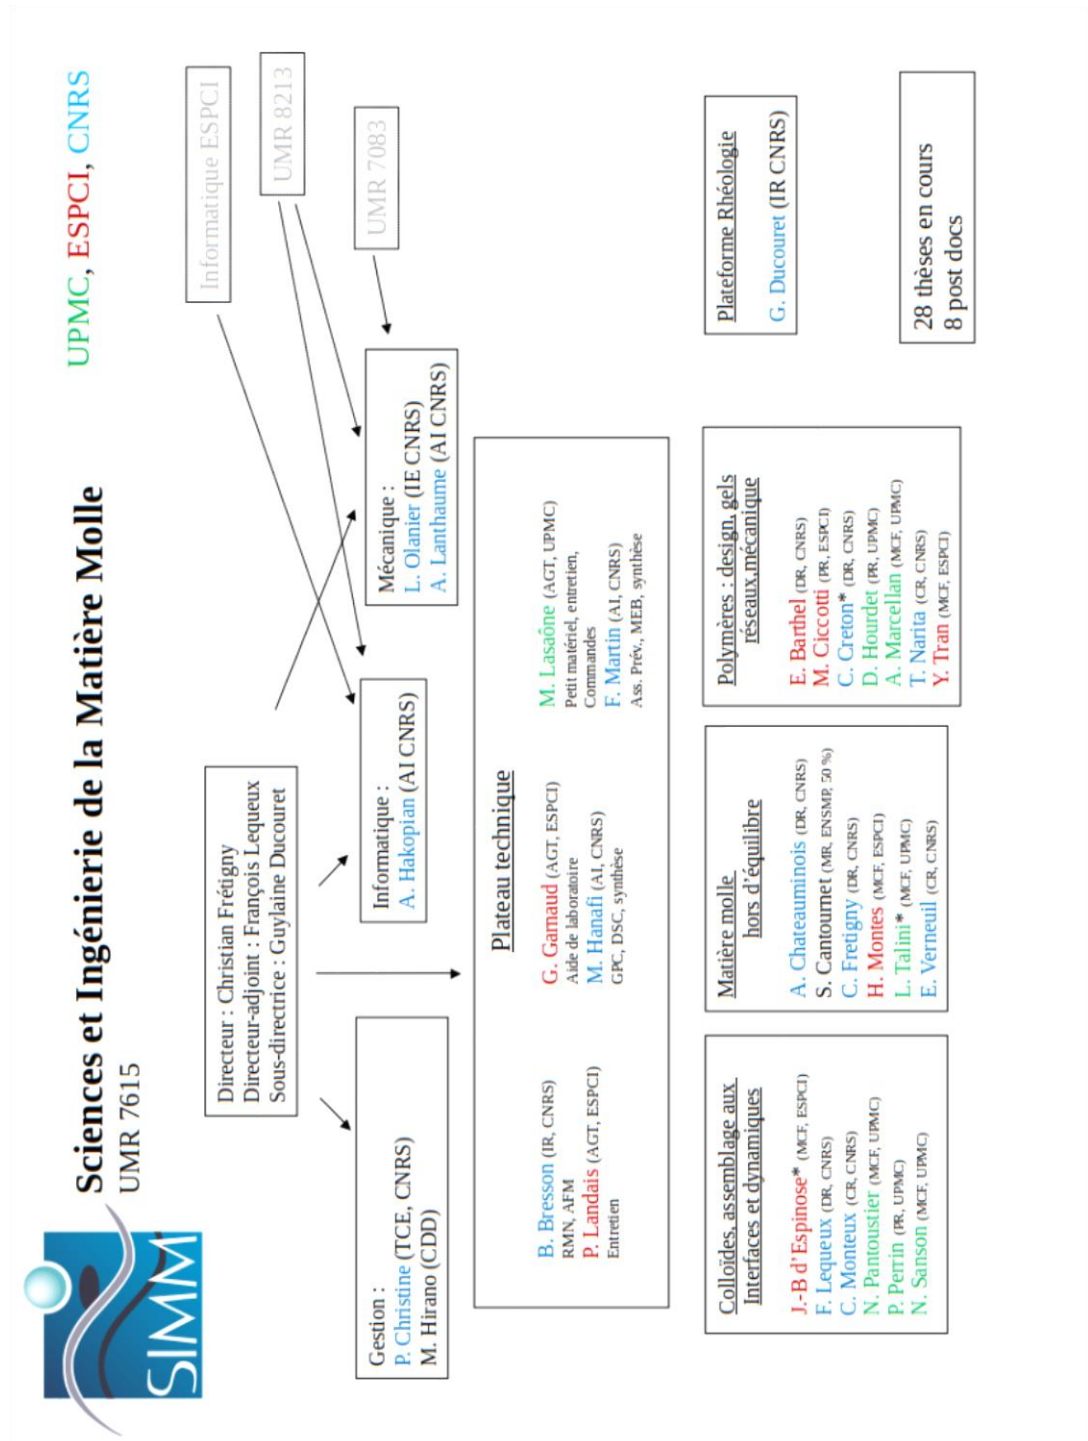 SIMM
Sciences et Ingénierie de la Matière Molle
UMR 7615
UPMC, ESPCI, CNRS
Directeur : Christian Frétigny
Directeur-adjoint : François Lequeux
Sous-directrice : Guylaine Ducouret
Informatique ESPCI
UMR 8213
UMR 7083
Gestion :
P. Christine (TCE, CNRS)
M. Hirano (CDD)
Informatique :
A. Hakopian (AI CNRS)
Mécanique :
L. Olanier (IE CNRS)
A. Lanthaume (AI CNRS)
Plateau technique
B. Bresson (IR, CNRS)
RMN, AFM
P. Landais (AGT, ESPCI)
Entretien
G. Garnaud (AGT, ESPCI)
Aide de laboratoire
M. Hanafi (AI, CNRS)
GPC, DSC, synthèse
M. Lasaône (AGT, UPMC)
Petit matériel, entretien,
Commandes
F. Martin (AI, CNRS)
Ass. Prév., MEB, synthèse
Colloïdes, assemblage aux
Interfaces et dynamiques
J.-B d'Espinose* (MCF, ESPCI)
F. Lequeux (DR, CNRS)
C. Monteux (CR, CNRS)
N. Pantoustier (MCF, UPMC)
P. Perrin (PR, UPMC)
N. Sanson (MCF, UPMC)
Matière molle
hors d'équilibre
A. Chateauminois (DR, CNRS)
S. Cantournet (MR, ENSMP, 50 %)
C. Fretigny (DR, CNRS)
H. Montes (MCF, ESPCI)
L. Talini* (MCF, UPMC)
E. Verneuil (CR, CNRS)
Polymères : design, gels
réseaux,mécanique
E. Barthel (DR, CNRS)
M. Ciccotti (PR, ESPCI)
C. Creton* (DR, CNRS)
D. Hourdet (PR, UPMC)
A. Marcellan (MCF, UPMC)
T. Narita (CR, CNRS)
Y. Tran (MCF, ESPCI)
Plateforme Rhéologie
G. Ducouret (IR CNRS)
28 thèses en cours
8 post docs